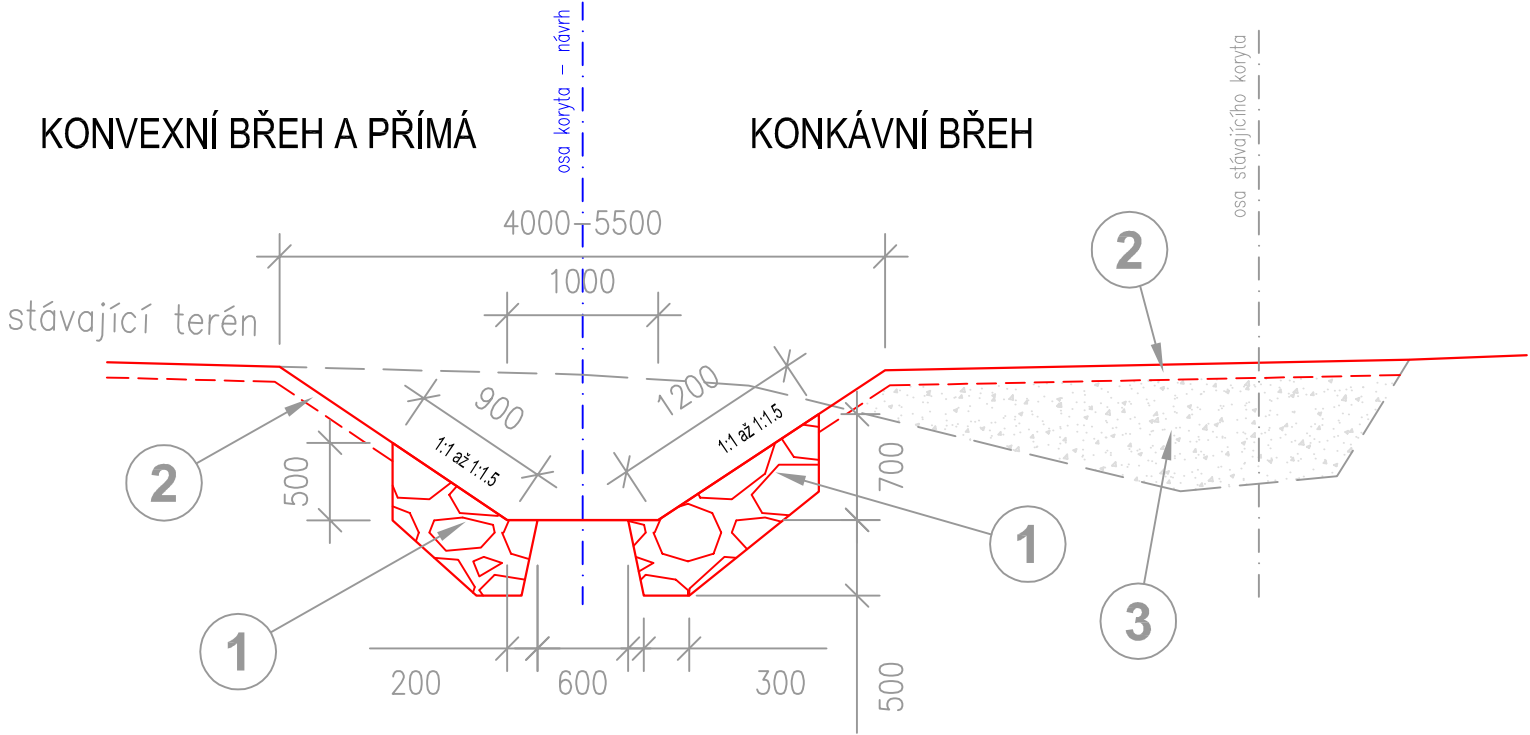 osa koryta - návrh
osa stávajícího koryta
KONVEXNÍ BŘEH A PŘÍMÁ
KONKÁVNÍ BŘEH
4000-5500
2
1000
stávající terén
900
1200
1:1 až 1:1.5
1:1 až 1:1.5
2
500
700
1
3
1
200
600
300
500